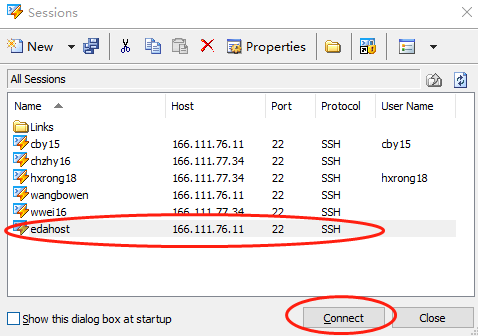 Sessions
New Properties
All Sessions
Name Host Port Protocol User Name
Links
cby15 166.111.76.11 22 SSH cby15
chzhy16 166.111.77.34 22 SSH
hxrong18 166.111.77.34 22 SSH hxrong18
wangbowen 166.111.76.11 22 SSH
wwei16 166.111.77.34 22 SSH
edahost 166.111.76.11 22 SSH
Show this dialog box at startup Connect Close